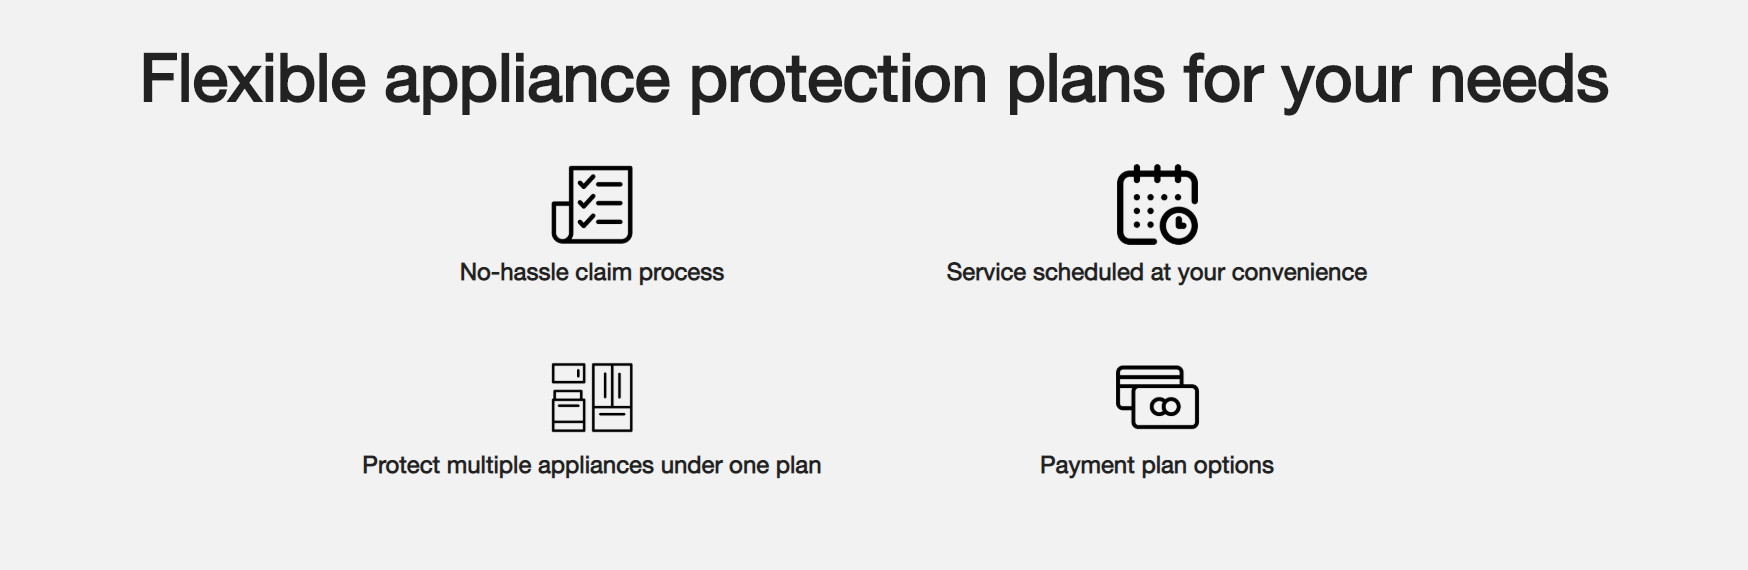 Flexible appliance protection plans for your needs
No-hassle claim process
Service scheduled at your convenience
Protect multiple appliances under one plan
Payment plan options